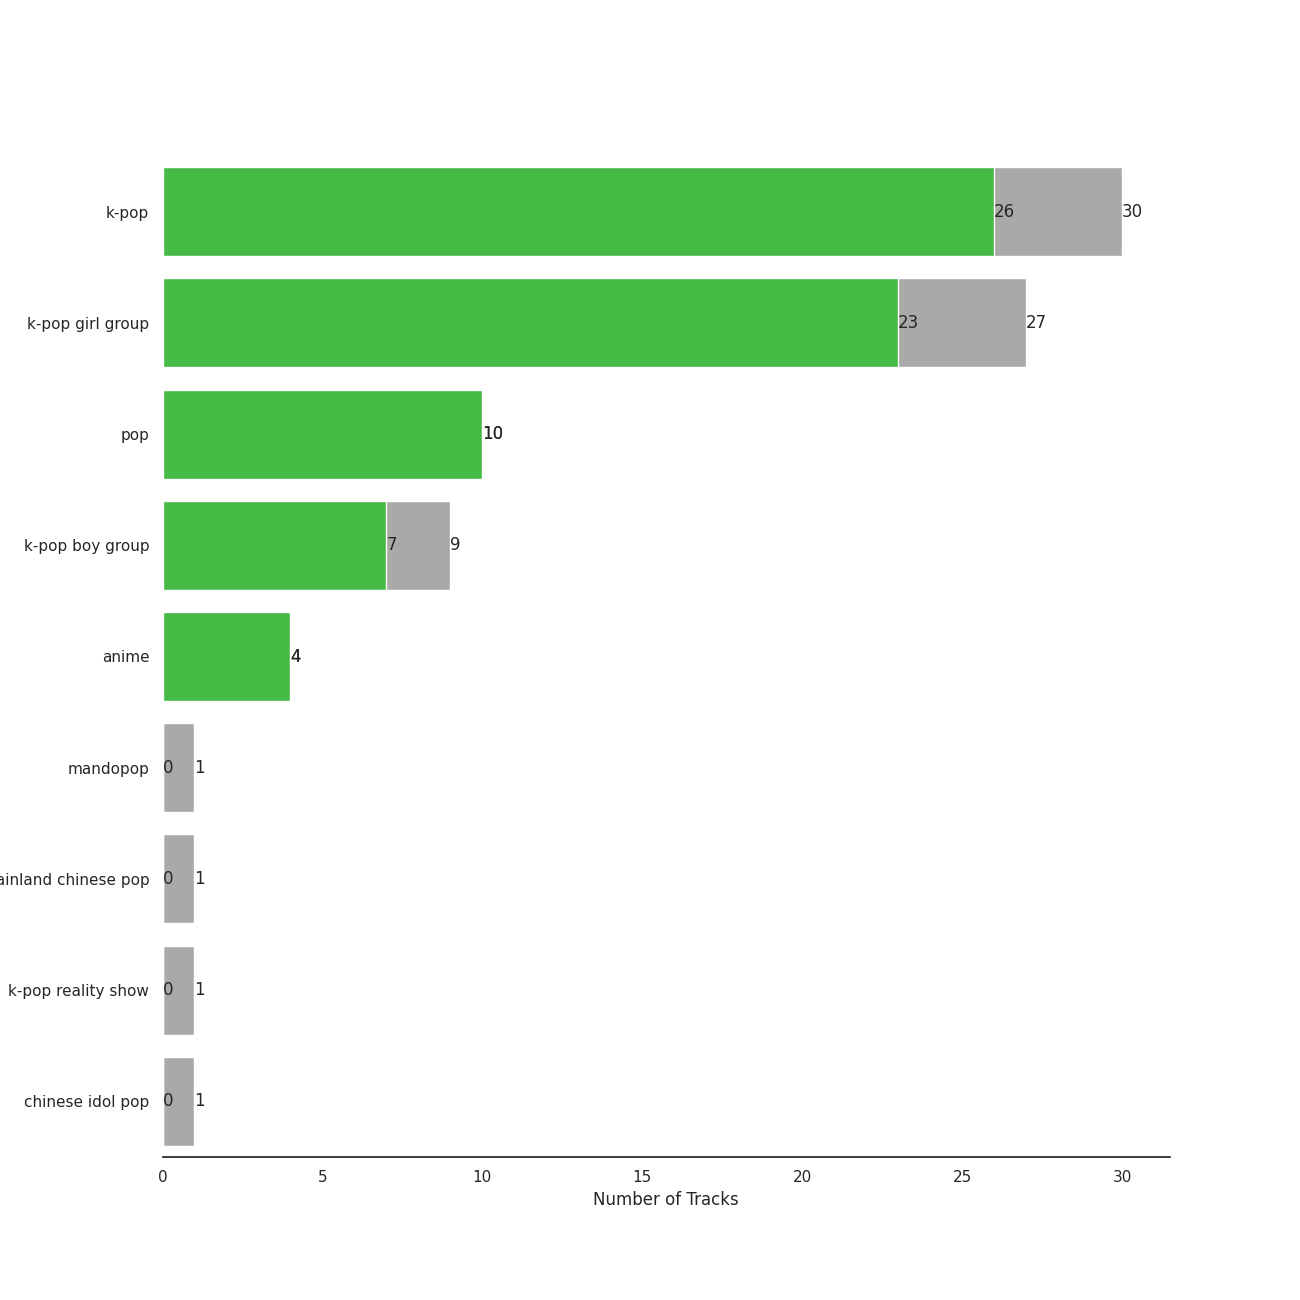 k-pop 26 30
k-pop girl group 23 27
pop 10
k-pop boy group 7 9
anime 4
mandopop 0 1
ainland chinese pop 0 1
k-pop reality show 0 1
chinese idol pop 0 1
0 5 10 15 20 25 30
Number of Tracks